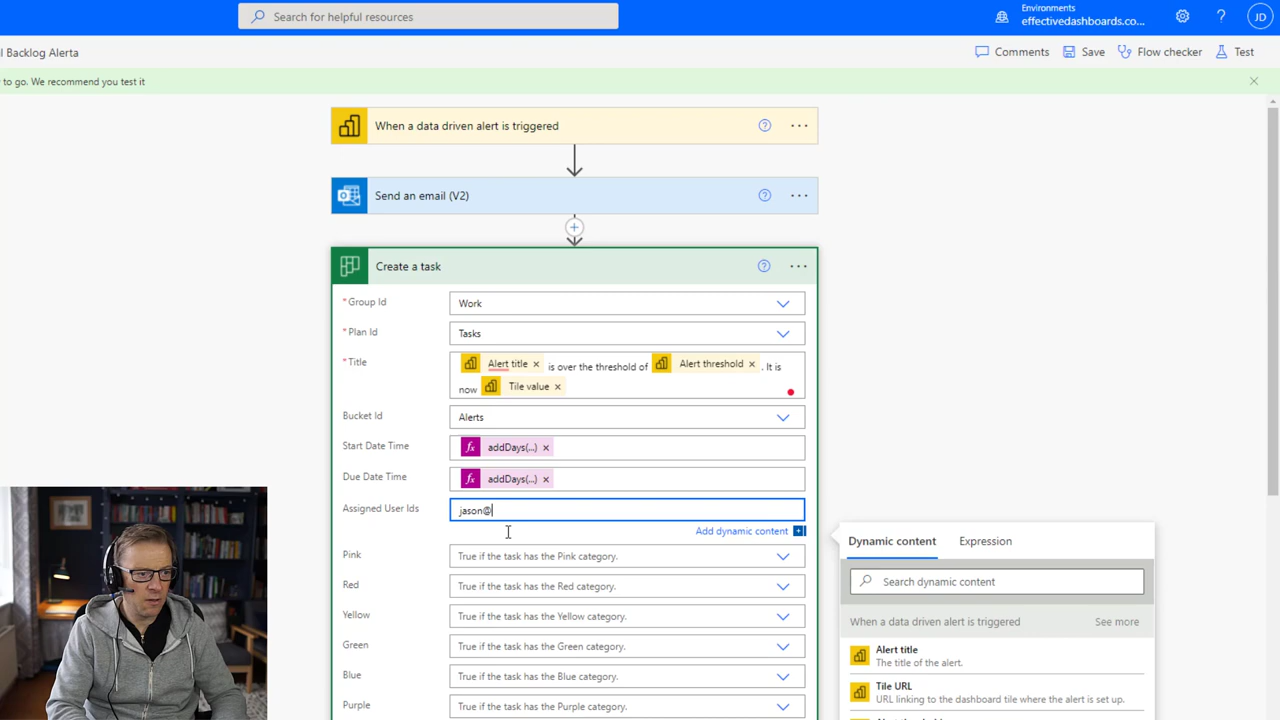 Search for helpful resources
Environments
effectivedashboards.co...
?
JD
l Backlog Alerta
Comments
Save
Flow checker
Test
to go. We recommend you test it
When a data driven alert is triggered
Send an email (V2)
Create a task
* Group Id
Work
* Plan Id
Tasks
* Title
Alert title × is over the threshold of Alert threshold × . It is
now Tile value ×
Bucket Id
Alerts
Start Date Time
fx addDays(...) ×
Due Date Time
fx addDays(...) ×
Assigned User Ids
jason@
Add dynamic content
Pink
True if the task has the Pink category.
Red
True if the task has the Red category.
Yellow
True if the task has the Yellow category.
Green
True if the task has the Green category.
Blue
True if the task has the Blue category.
Purple
True if the task has the Purple category.
Dynamic content
Expression
Search dynamic content
When a data driven alert is triggered
See more
Alert title
The title of the alert.
Tile URL
URL linking to the dashboard tile where the alert is set up.